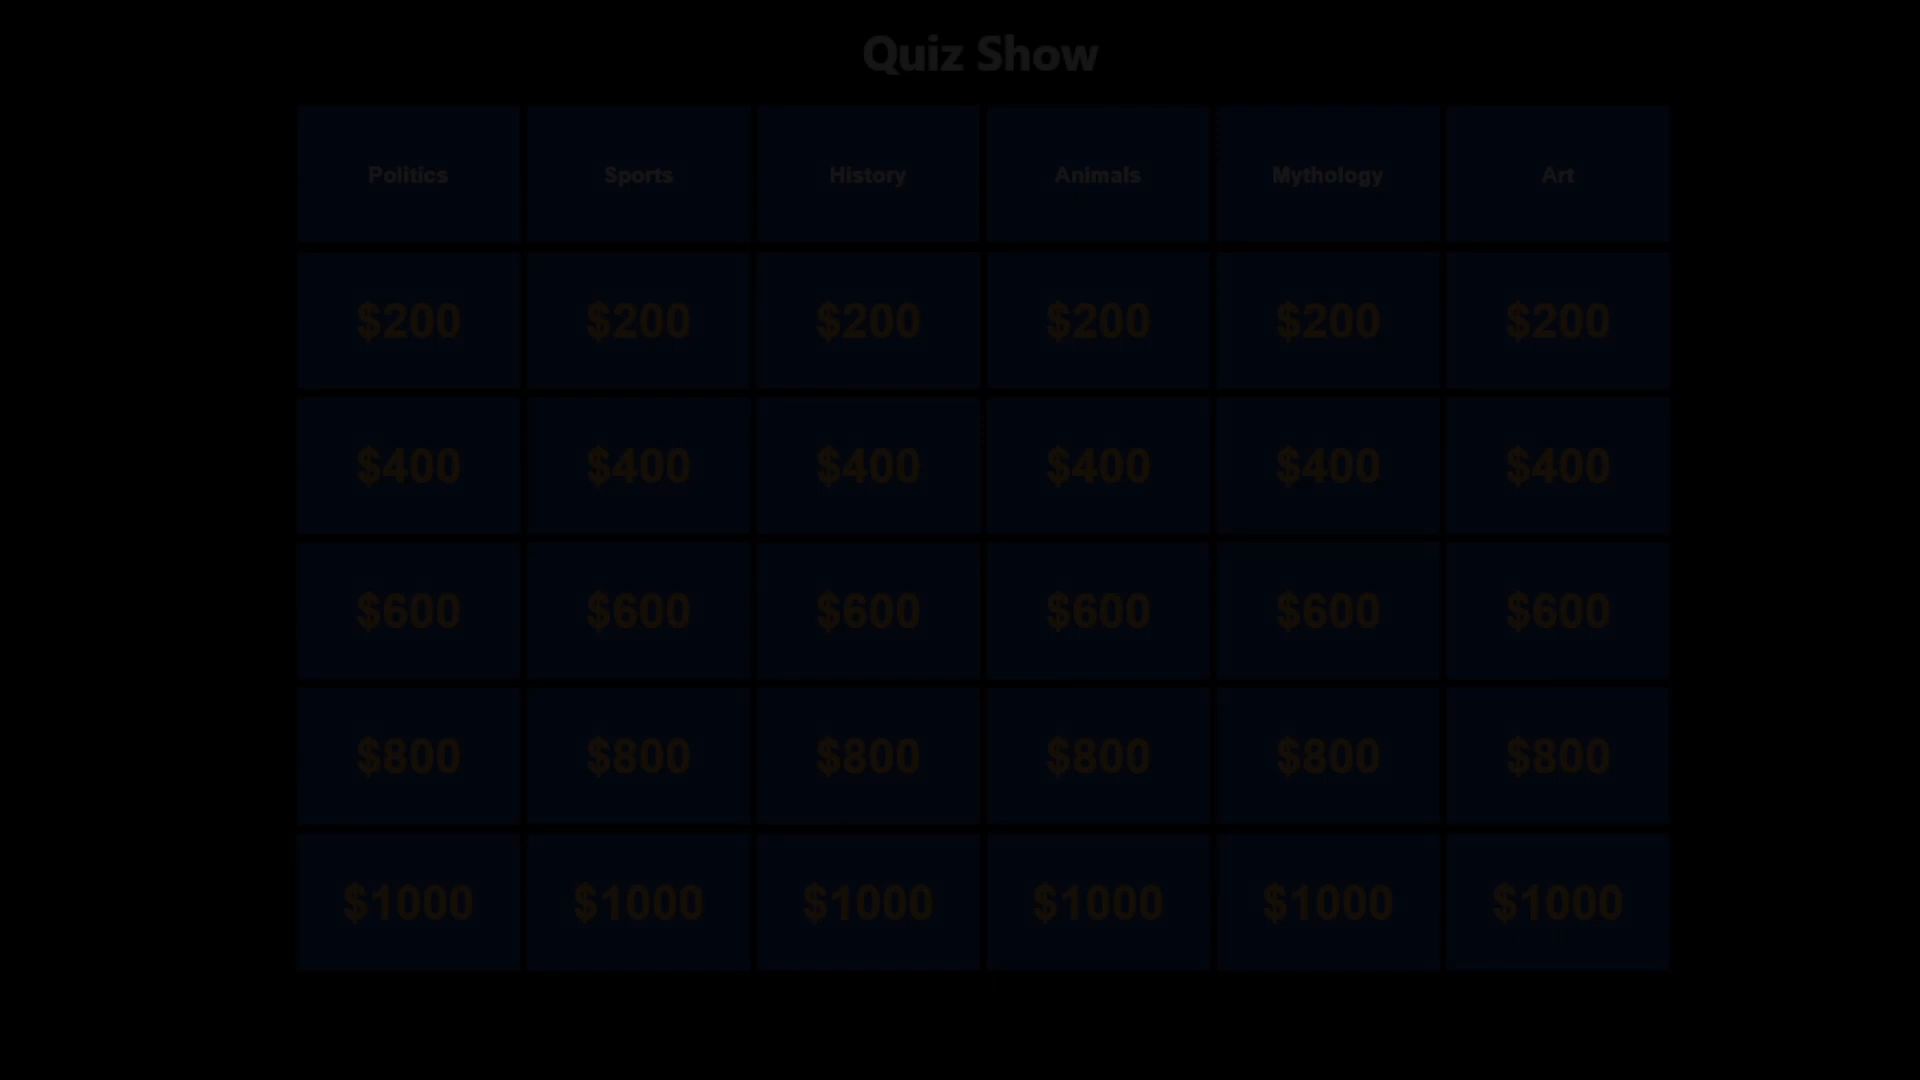 Quiz Show
Politics Sports History Animals Mythology Art
$200 $200 $200 $200 $200 $200
$400 $400 $400 $400 $400 $400
$600 $600 $600 $600 $600 $600
$800 $800 $800 $800 $800 $800
$1000 $1000 $1000 $1000 $1000 $1000